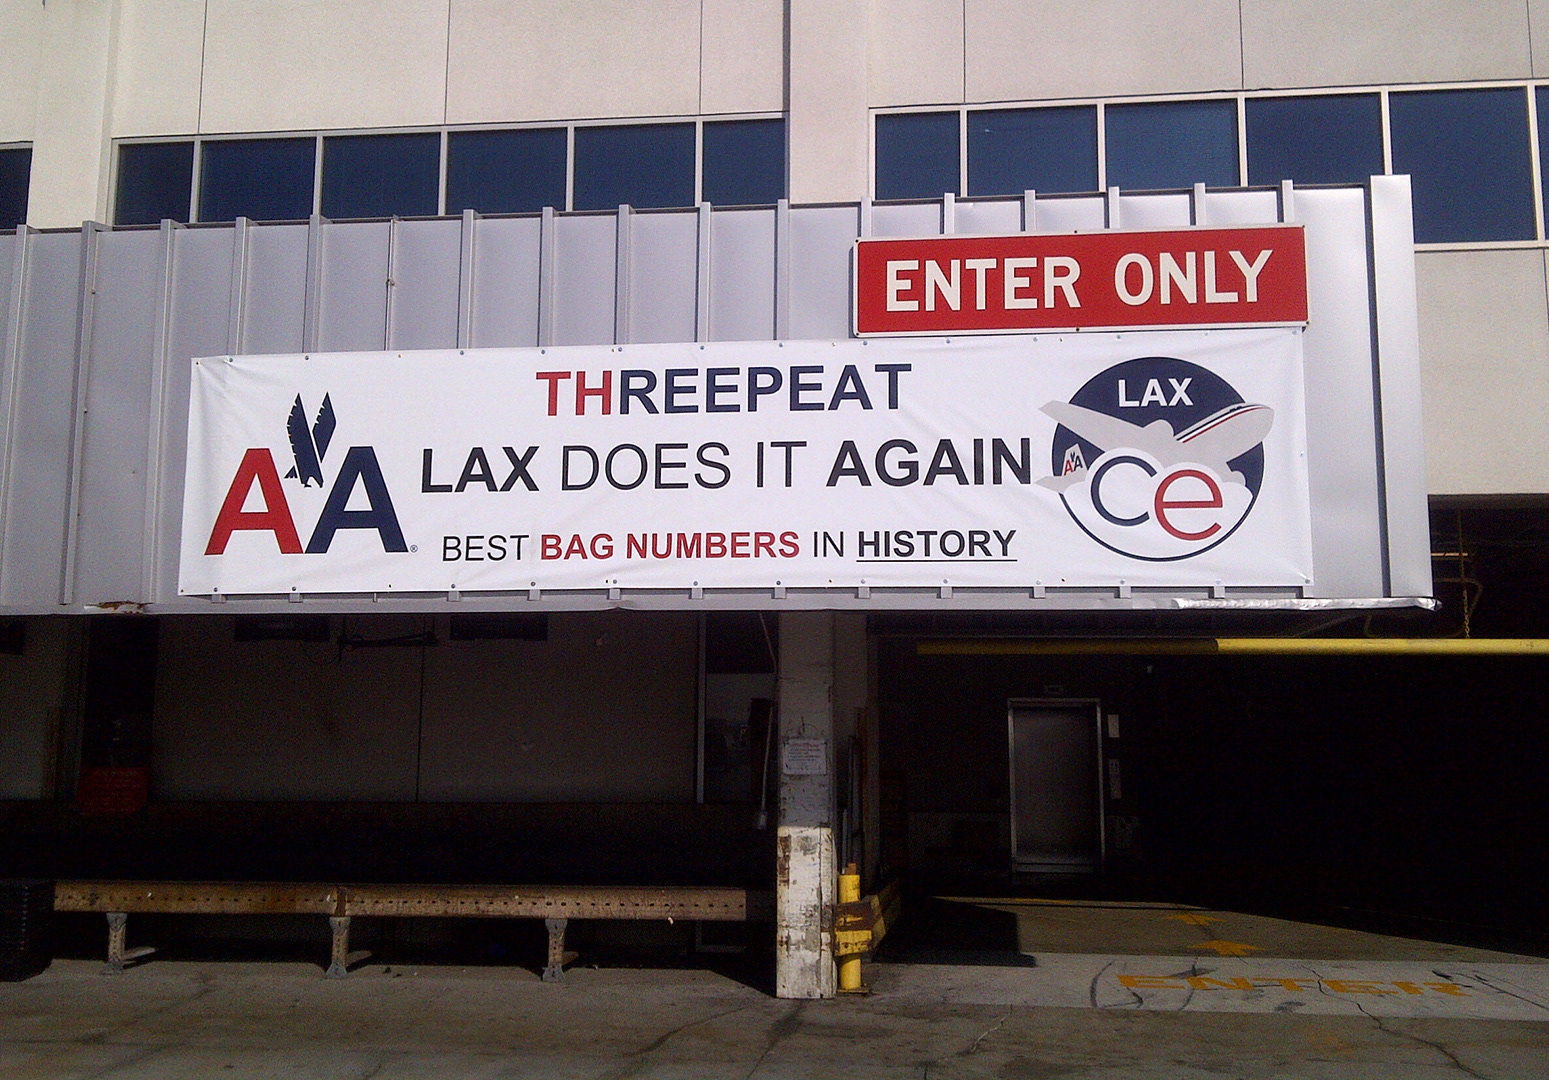 ENTER ONLY
THREEPEAT
LAX DOES IT AGAIN
BEST BAG NUMBERS IN HISTORY
AA®
LAX
AA
ce
ENTER